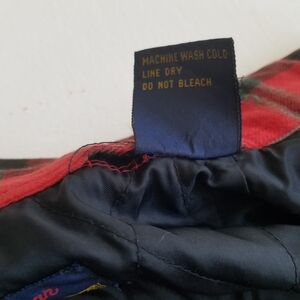 MACHINE WASH COLD
LINE DRY
DO NOT BLEACH